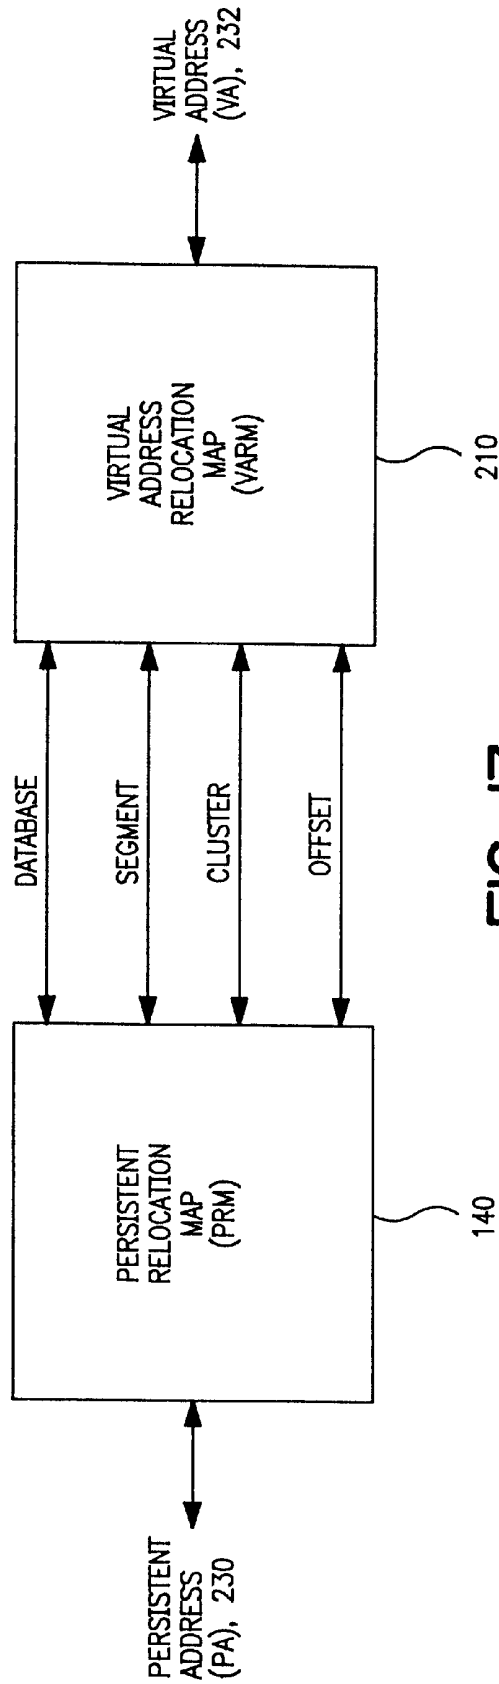 PERSISTENT
ADDRESS
(PA), 230
PERSISTENT
RELOCATION
MAP
(PRM)
140
DATABASE
SEGMENT
CLUSTER
OFFSET
VIRTUAL
ADDRESS
RELOCATION
MAP
(VARM)
210
VIRTUAL
ADDRESS
(VA), 232